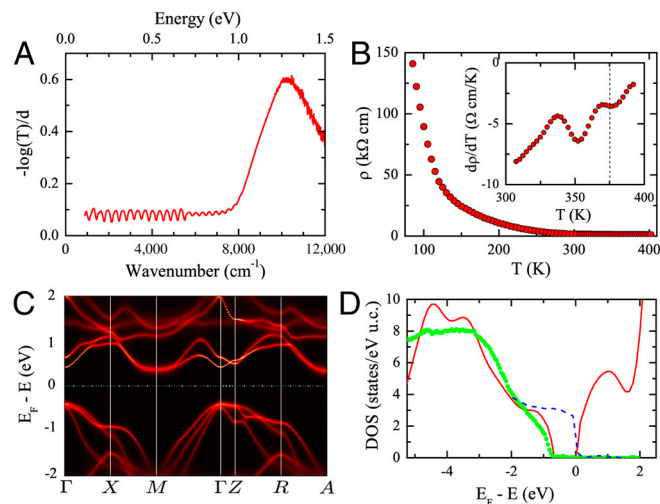 Energy (eV)
0.0 0.5 1.0 1.5
A
0.6
0.4
0.2
0.0
-log(T)/d
0 4,000 8,000 12,000
Wavenumber (cm⁻¹)
B
150
100
50
0
ρ (kΩ cm)
100 200 300 400
T (K)
0
-5
-10
dρ/dT (Ω cm/K)
300 350 400
T (K)
C
2
1
0
-1
-2
E_F - E (eV)
Γ X M Γ Z R A
D
10
8
6
4
2
0
DOS (states/eV u.c.)
-4 -2 0 2
E_F - E (eV)